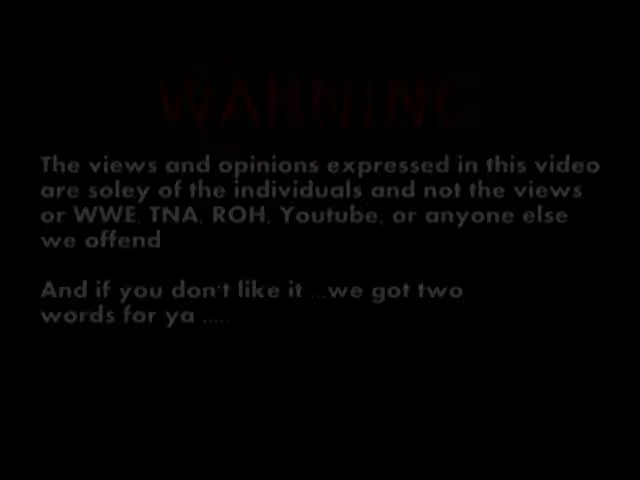 WARNING
The views and opinions expressed in this video
are soley of the individuals and not the views
or WWE, TNA, ROH, Youtube, or anyone else
we offend
And if you don't like it ...we got two
words for ya .....